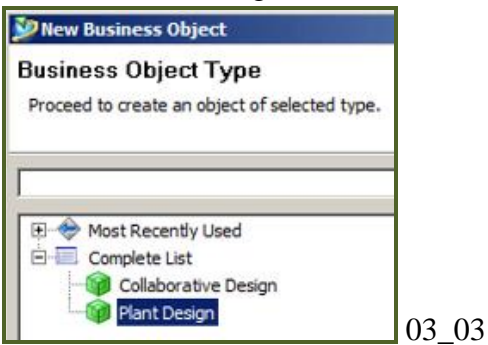 New Business Object
Business Object Type
Proceed to create an object of selected type.
Most Recently Used
Complete List
Collaborative Design
Plant Design
03_03